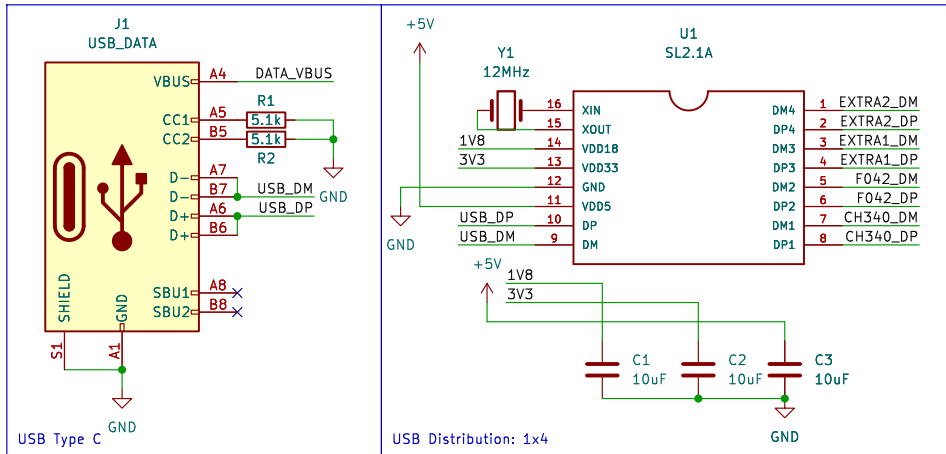 J1
USB_DATA
VBUS
A4
DATA_VBUS
CC1
A5
R1
5.1k
CC2
B5
5.1k
R2
GND
D-
A7
D-
B7
USB_DM
D+
A6
USB_DP
D+
B6
SBU1
A8
SBU2
B8
SHIELD
GND
S1
A1
GND
USB Type C
+5V
Y1
12MHz
U1
SL2.1A
16
XIN
15
XOUT
1V8
14
VDD18
3V3
13
VDD33
12
GND
11
VDD5
USB_DP
10
DP
USB_DM
9
DM
GND
DM4
1
EXTRA2_DM
DP4
2
EXTRA2_DP
DM3
3
EXTRA1_DM
DP3
4
EXTRA1_DP
DM2
5
F042_DM
DP2
6
F042_DP
DM1
7
CH340_DM
DP1
8
CH340_DP
+5V
1V8
3V3
C1
10uF
C2
10uF
C3
10uF
GND
USB Distribution: 1x4